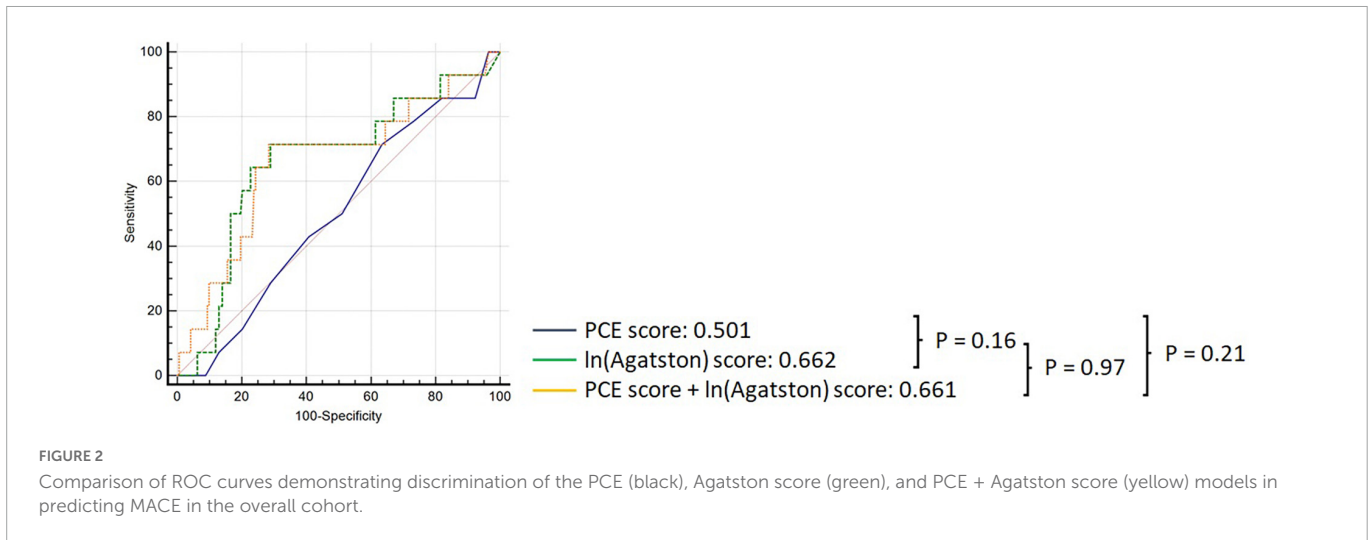 100
80
60
40
20
0
Sensitivity
0 20 40 60 80 100
100-Specificity
PCE score: 0.501
ln(Agatston) score: 0.662
PCE score + ln(Agatston) score: 0.661
P = 0.16
P = 0.97
P = 0.21
FIGURE 2
Comparison of ROC curves demonstrating discrimination of the PCE (black), Agatston score (green), and PCE + Agatston score (yellow) models in
predicting MACE in the overall cohort.